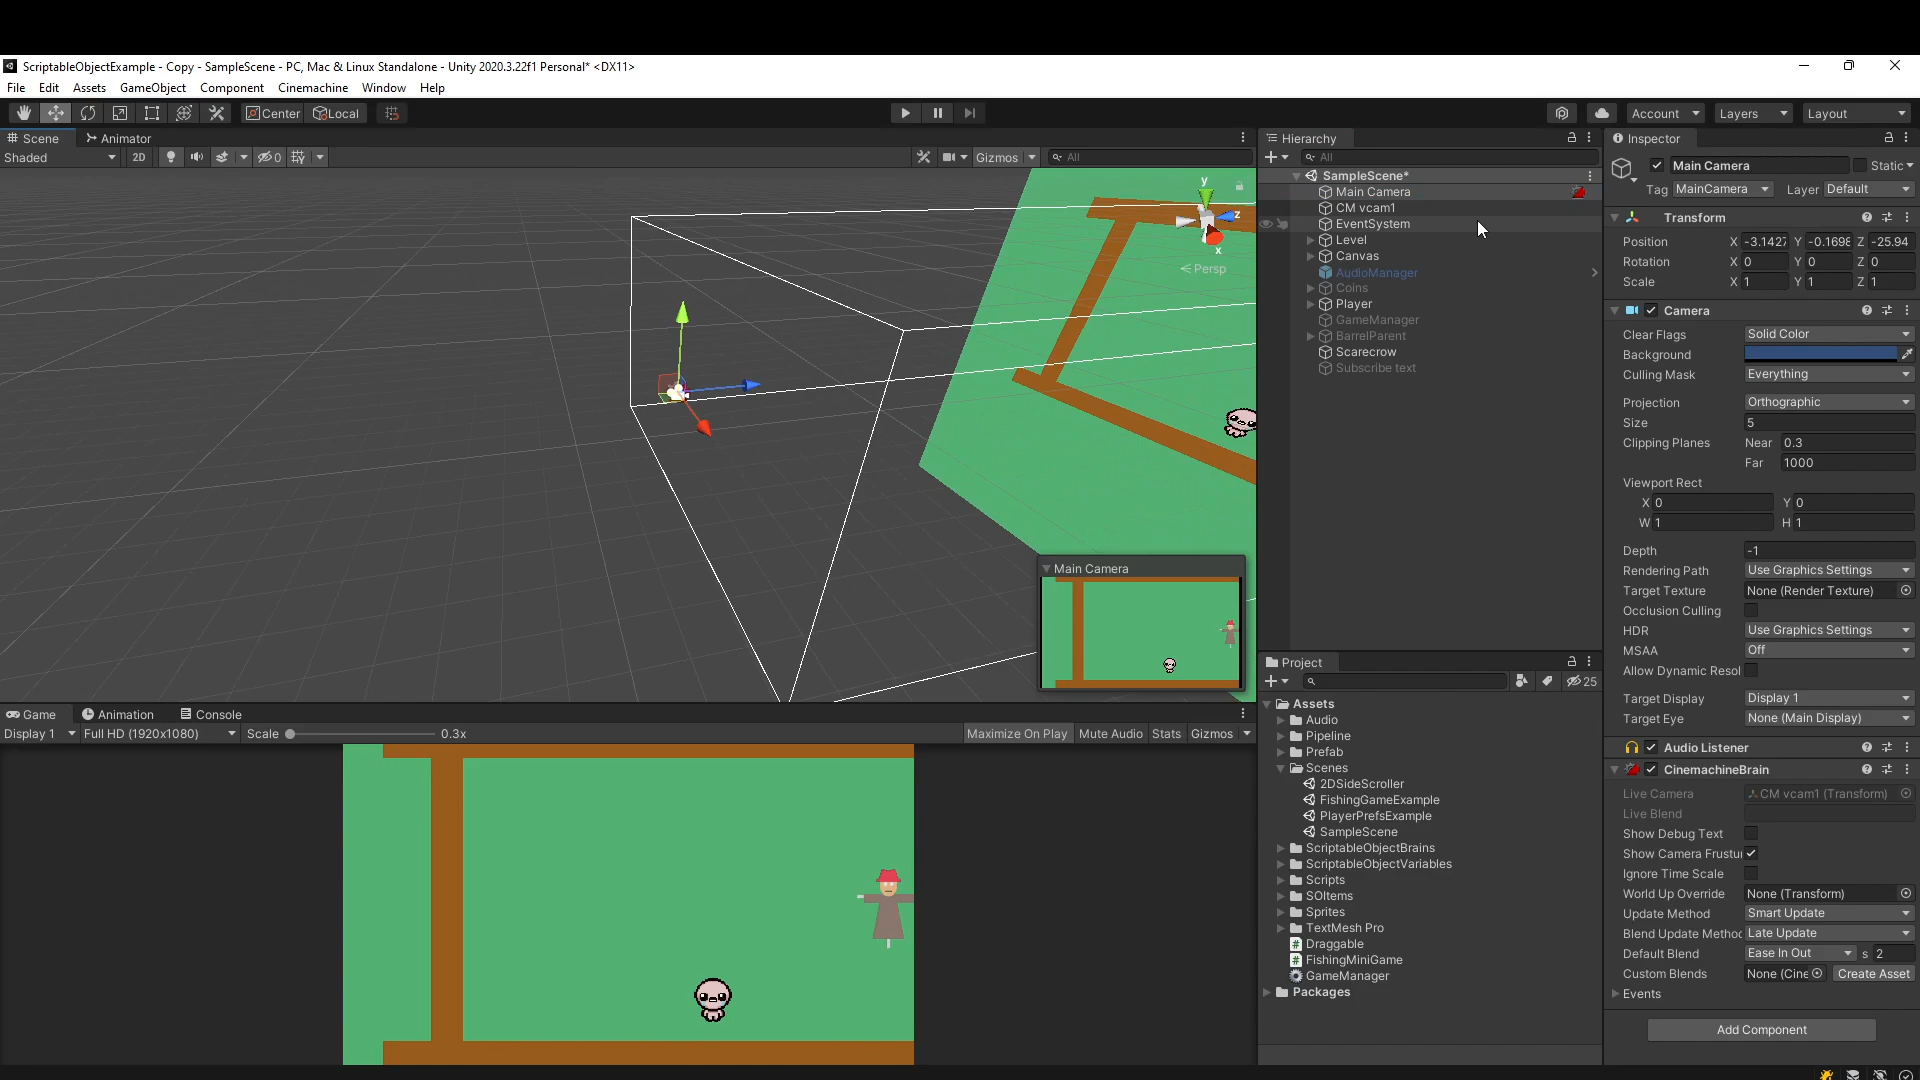 ScriptableObjectExample - Copy - SampleScene - PC, Mac & Linux Standalone - Unity 2020.3.22f1 Personal* <DX11>
File Edit Assets GameObject Component Cinemachine Window Help
Center Local Account Layers Layout
Scene Animator
Shaded 2D 0 Gizmos All
y
z
x
Persp
Main Camera
Game Animation Console
Display 1 Full HD (1920x1080) Scale 0.3x Maximize On Play Mute Audio Stats Gizmos
Hierarchy
All
SampleScene*
Main Camera
CM vcam1
EventSystem
Level
Canvas
AudioManager
Coins
Player
GameManager
BarrelParent
Scarecrow
Subscribe text
Project
25
Assets
Audio
Pipeline
Prefab
Scenes
2DSideScroller
FishingGameExample
PlayerPrefsExample
SampleScene
ScriptableObjectBrains
ScriptableObjectVariables
Scripts
SOItems
Sprites
TextMesh Pro
Draggable
FishingMiniGame
GameManager
Packages
Inspector
Main Camera Static
Tag MainCamera Layer Default
Transform
Position X -3.1427 Y -0.1698 Z -25.94
Rotation X 0 Y 0 Z 0
Scale X 1 Y 1 Z 1
Camera
Clear Flags Solid Color
Background
Culling Mask Everything
Projection Orthographic
Size 5
Clipping Planes Near 0.3
Far 1000
Viewport Rect
X 0 Y 0
W 1 H 1
Depth -1
Rendering Path Use Graphics Settings
Target Texture None (Render Texture)
Occlusion Culling
HDR Use Graphics Settings
MSAA Off
Allow Dynamic Resol
Target Display Display 1
Target Eye None (Main Display)
Audio Listener
CinemachineBrain
Live Camera CM vcam1 (Transform)
Live Blend
Show Debug Text
Show Camera Frustu
Ignore Time Scale
World Up Override None (Transform)
Update Method Smart Update
Blend Update Method Late Update
Default Blend Ease In Out s 2
Custom Blends None (Cine Create Asset
Events
Add Component